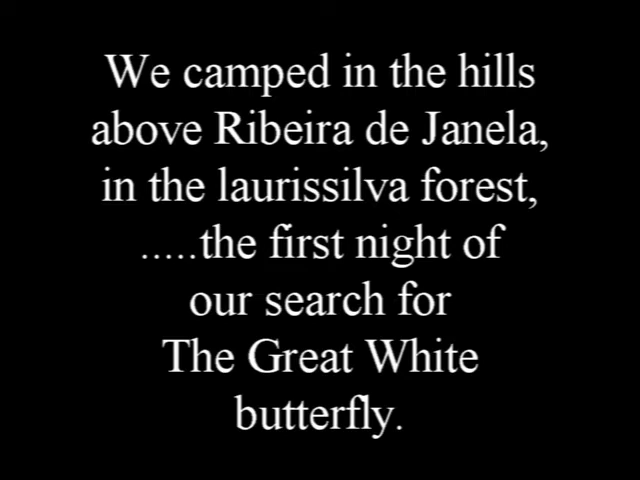 We camped in the hills
above Ribeira de Janela,
in the laurissilva forest,
.....the first night of
our search for
The Great White
butterfly.